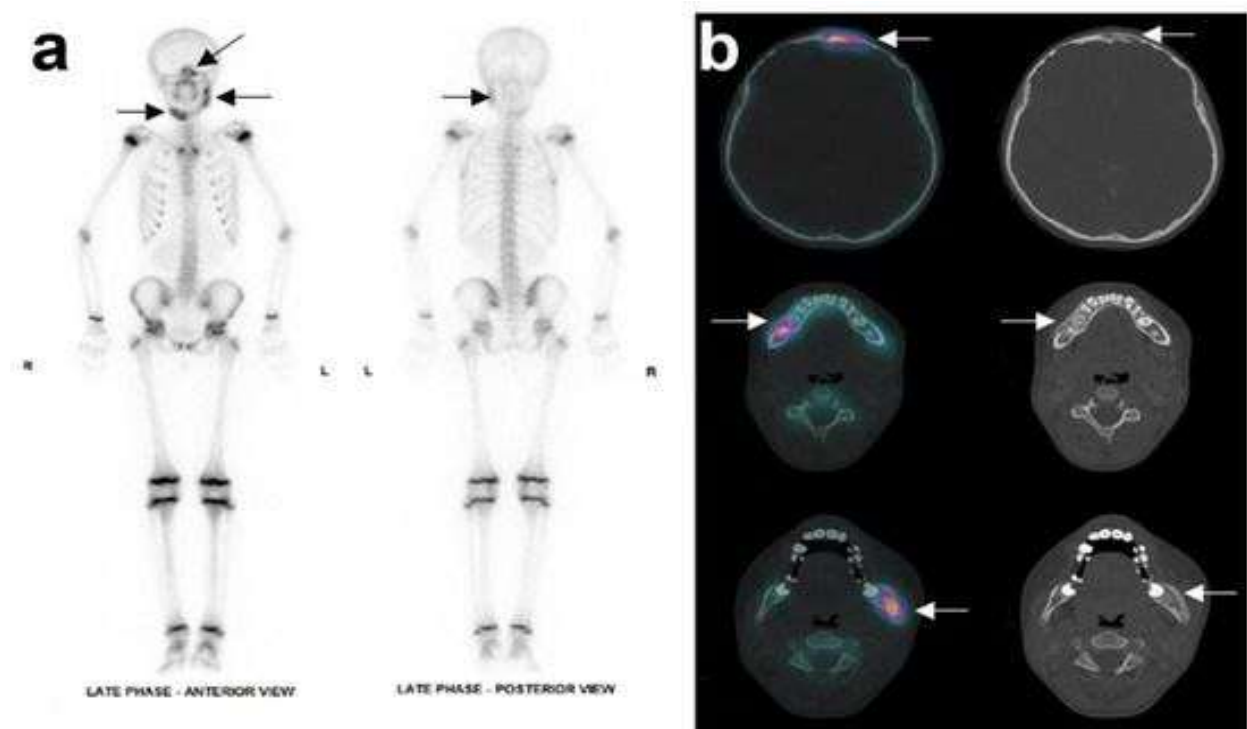 a
b
R
L
L
R
LATE PHASE - ANTERIOR VIEW
LATE PHASE - POSTERIOR VIEW